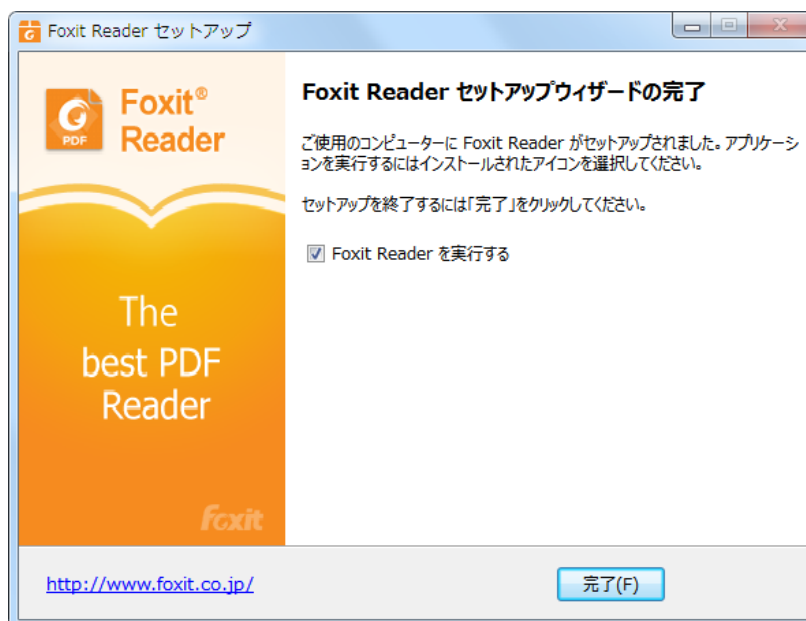 Foxit Reader セットアップ
Foxit®
Reader
PDF
The
best PDF
Reader
foxit
Foxit Reader セットアップウィザードの完了
ご使用のコンピューターに Foxit Reader がセットアップされました。アプリケーシ
ョンを実行するにはインストールされたアイコンを選択してください。
セットアップを終了するには「完了」をクリックしてください。
Foxit Reader を実行する
http://www.foxit.co.jp/
完了(F)